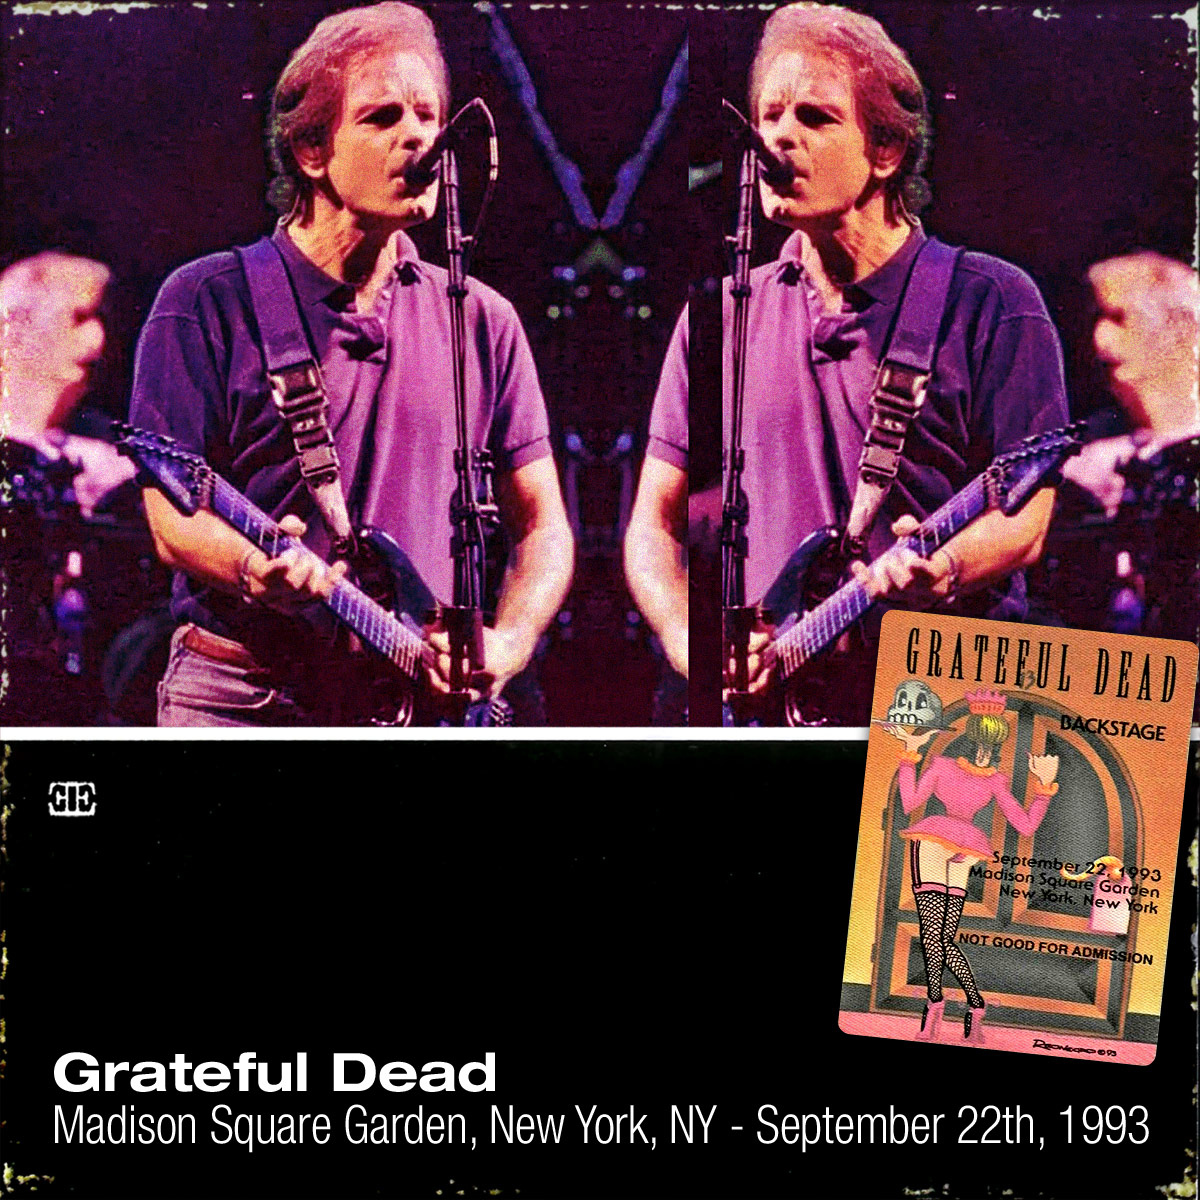 GRATEFUL DEAD
BACKSTAGE
September 22, 1993
Madison Square Garden
New York, New York
NOT GOOD FOR ADMISSION
Grateful Dead
Madison Square Garden, New York, NY - September 22th, 1993